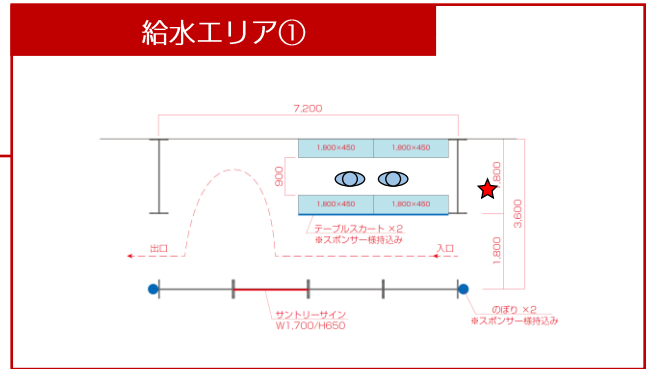 給水エリア①
7,200
1,800×450 1,800×450
900
1,800
1,800×450 1,800×450
3,600
テーブルスカート ×2
※スポンサー様持込み
出口
入口
1,800
サントリーサイン
W1,700/H650
のぼり ×2
※スポンサー様持込み